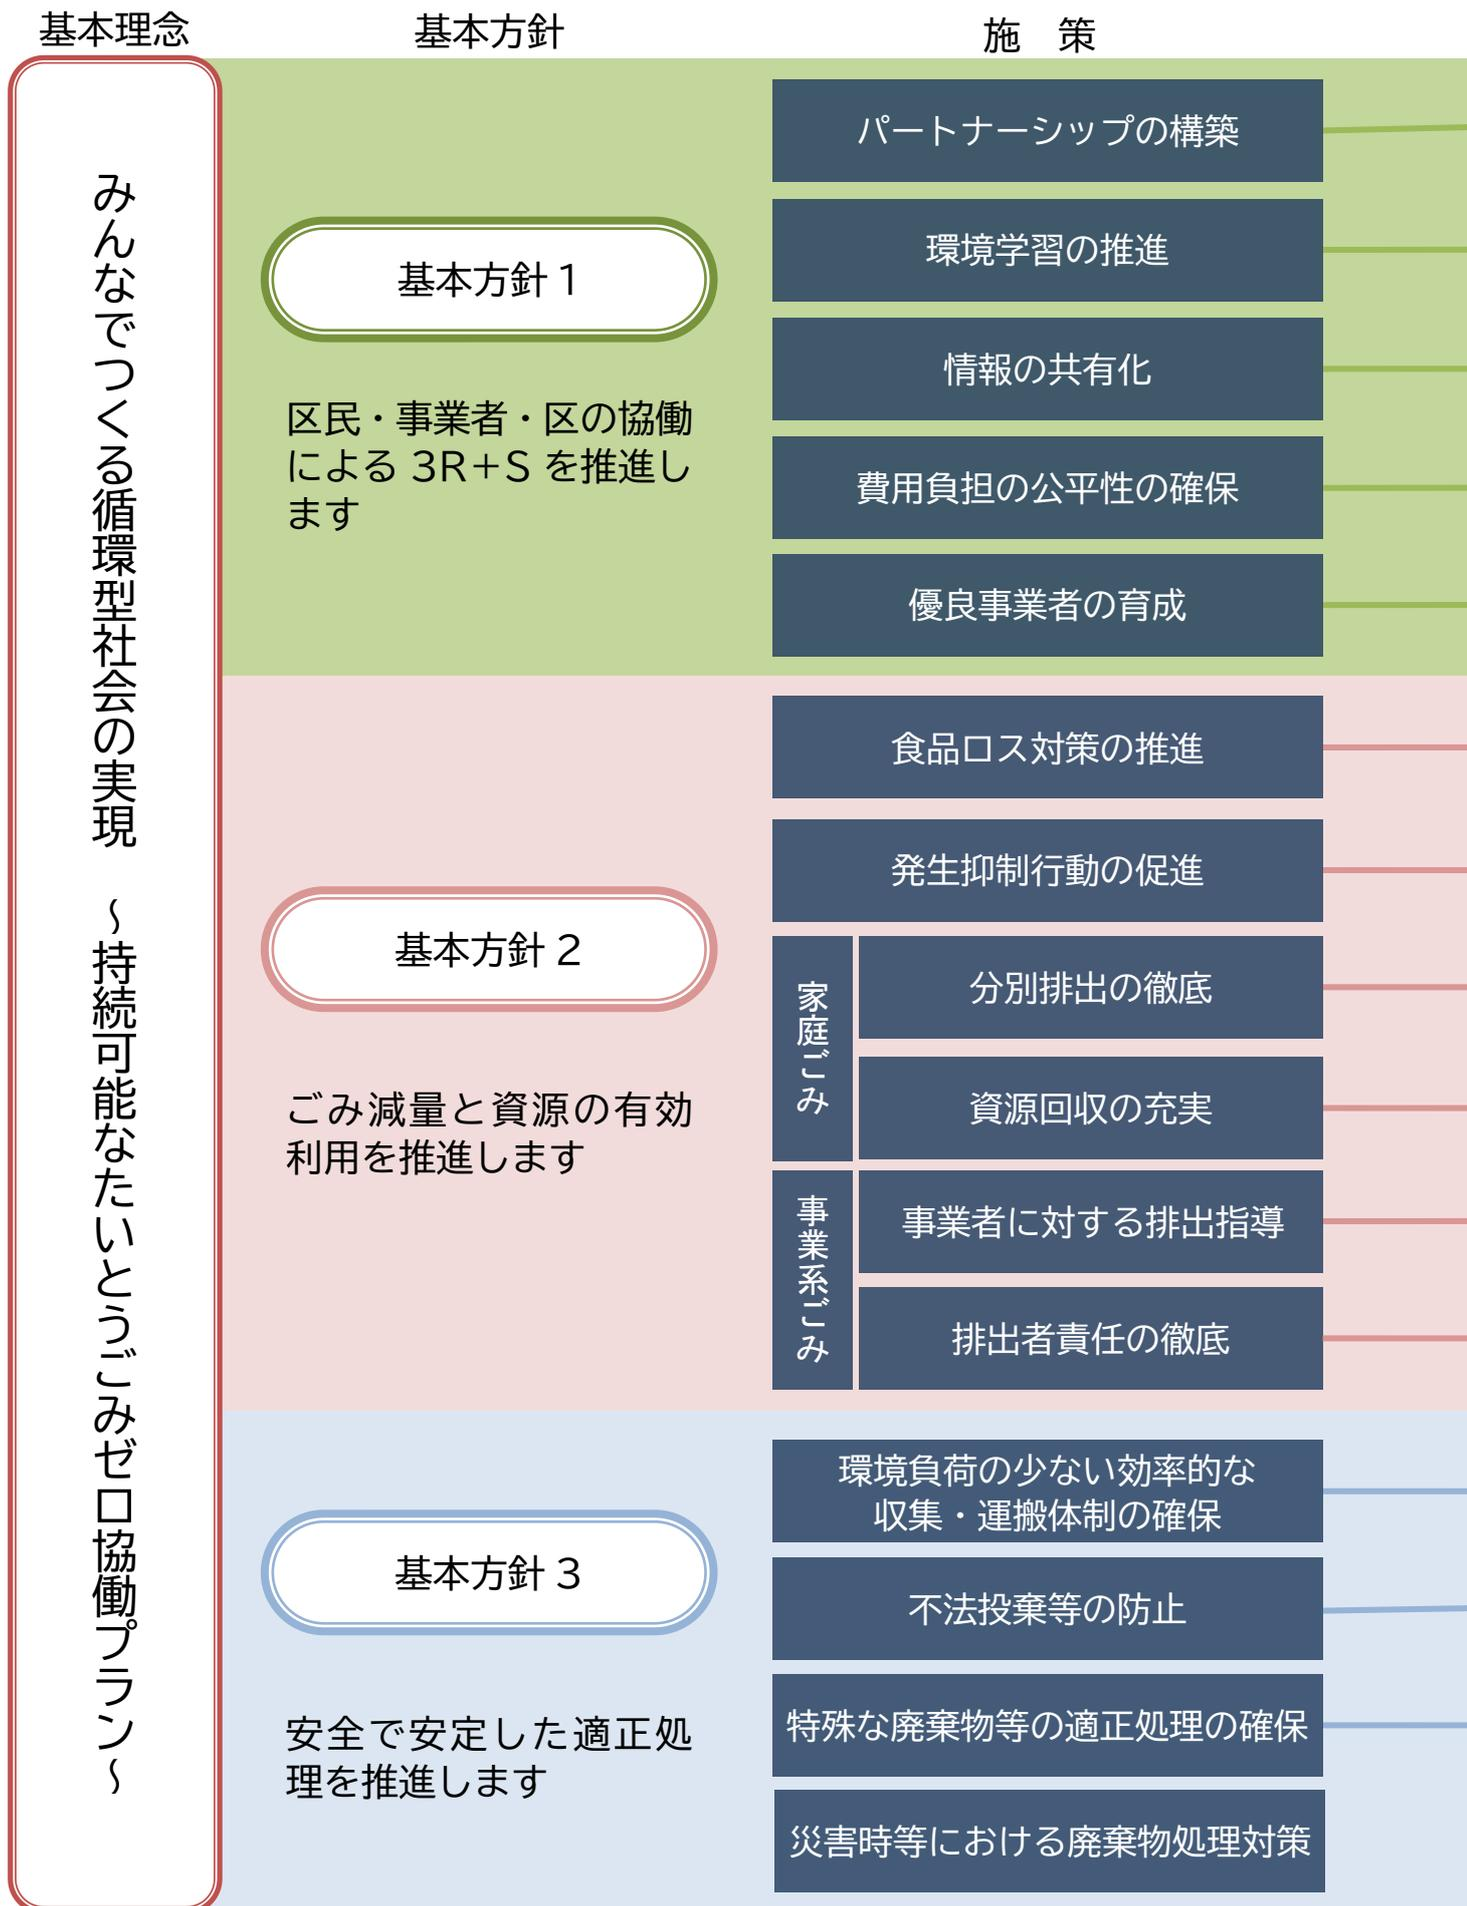 基本理念
基本方針
施　策
みんなでつくる循環型社会の実現　～持続可能なたいとうごみゼロ協働プラン～
基本方針 1
区民・事業者・区の協働
による 3R＋S を推進し
ます
パートナーシップの構築
環境学習の推進
情報の共有化
費用負担の公平性の確保
優良事業者の育成
基本方針 2
ごみ減量と資源の有効
利用を推進します
食品ロス対策の推進
発生抑制行動の促進
家庭ごみ
分別排出の徹底
資源回収の充実
事業系ごみ
事業者に対する排出指導
排出者責任の徹底
基本方針 3
安全で安定した適正処
理を推進します
環境負荷の少ない効率的な
収集・運搬体制の確保
不法投棄等の防止
特殊な廃棄物等の適正処理の確保
災害時等における廃棄物処理対策